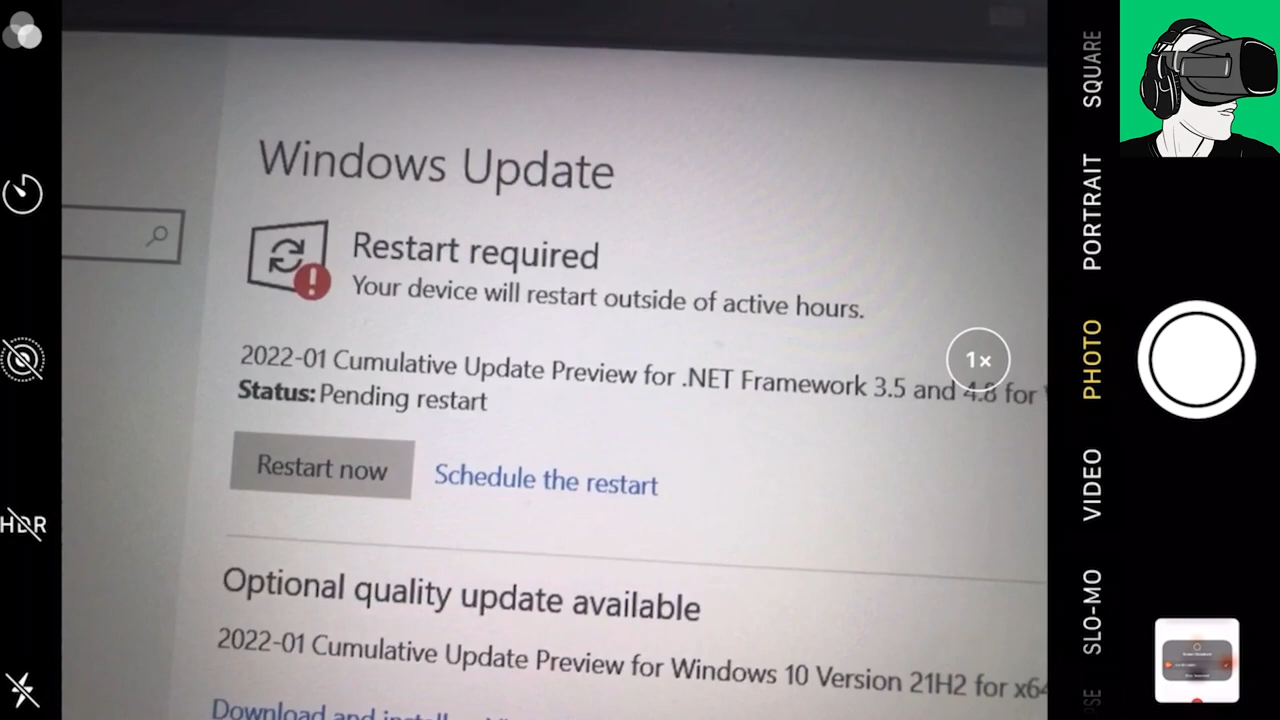 Windows Update
Restart required
Your device will restart outside of active hours.
2022-01 Cumulative Update Preview for .NET Framework 3.5 and 4.8 for
Status: Pending restart
Restart now
Schedule the restart
Optional quality update available
2022-01 Cumulative Update Preview for Windows 10 Version 21H2 for x64
Download and install
1×
HDR
SQUARE
PORTRAIT
PHOTO
VIDEO
SLO-MO